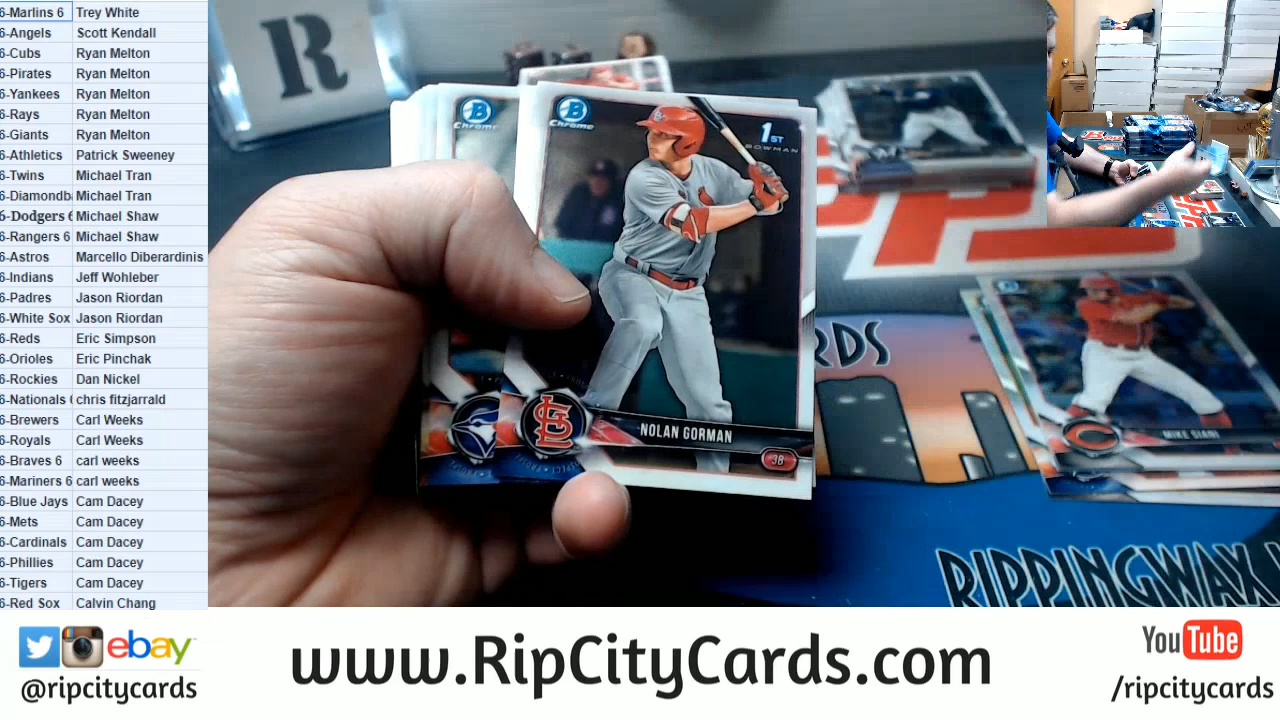 6-Marlins 6 Trey White
6-Angels Scott Kendall
6-Cubs Ryan Melton
6-Pirates Ryan Melton
6-Yankees Ryan Melton
6-Rays Ryan Melton
6-Giants Ryan Melton
6-Athletics Patrick Sweeney
6-Twins Michael Tran
6-Diamondb Michael Tran
6-Dodgers 6 Michael Shaw
6-Rangers 6 Michael Shaw
6-Astros Marcello Diberardinis
6-Indians Jeff Wohleber
6-Padres Jason Riordan
6-White Sox Jason Riordan
6-Reds Eric Simpson
6-Orioles Eric Pinchak
6-Rockies Dan Nickel
6-Nationals chris fitzjarrald
6-Brewers Carl Weeks
6-Royals Carl Weeks
6-Braves 6 carl weeks
6-Mariners 6 carl weeks
6-Blue Jays Cam Dacey
6-Mets Cam Dacey
6-Cardinals Cam Dacey
6-Phillies Cam Dacey
6-Tigers Cam Dacey
6-Red Sox Calvin Chang
R
B
Chrome
B
Chrome
1ST
BOWMAN
NOLAN GORMAN
3B
MIKE SIANI
RDS
RIPPINGWAX
ebay
@ripcitycards
www.RipCityCards.com
YouTube
/ripcitycards